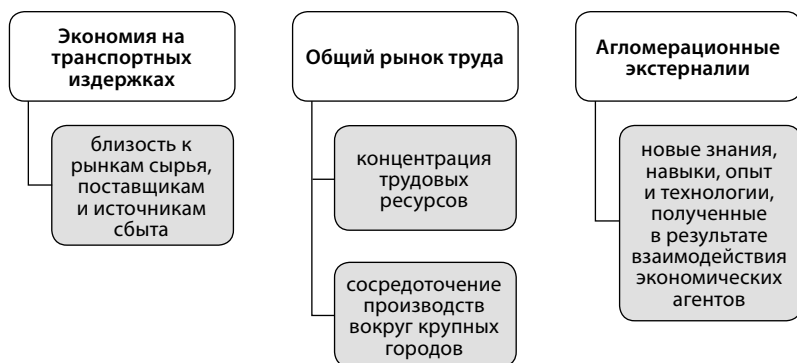 Экономия на
транспортных
издержках
близость к
рынкам сырья,
поставщикам
и источникам
сбыта
Общий рынок труда
концентрация
трудовых
ресурсов
сосредоточение
производств
вокруг крупных
городов
Агломерационные
экстерналии
новые знания,
навыки, опыт
и технологии,
полученные
в результате
взаимодействия
экономических
агентов